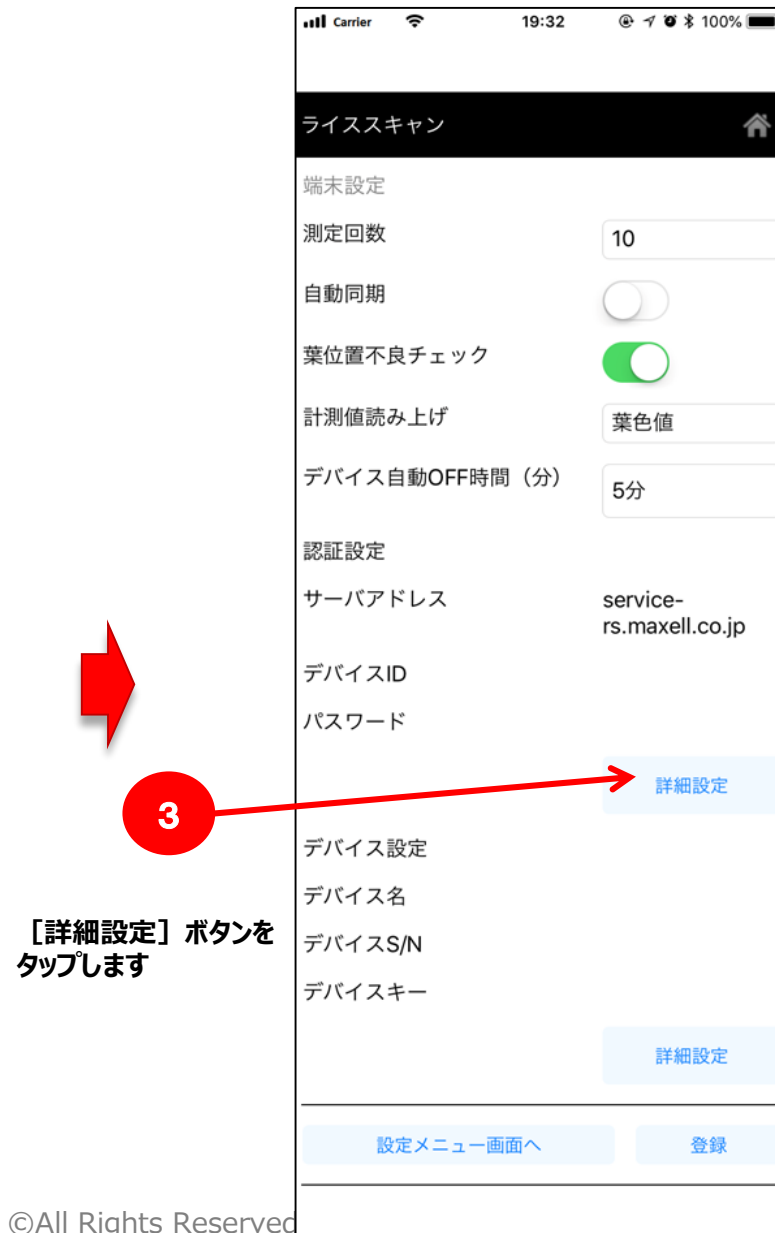 Carrier 19:32 100%
ライススキャン
端末設定
測定回数 10
自動同期
葉位置不良チェック
計測値読み上げ 葉色値
デバイス自動OFF時間（分） 5分
認証設定
サーバアドレス service-
rs.maxell.co.jp
デバイスID
パスワード
詳細設定
3
［詳細設定］ボタンを
タップします
デバイス設定
デバイス名
デバイスS/N
デバイスキー
詳細設定
設定メニュー画面へ 登録
©All Rights Reserved